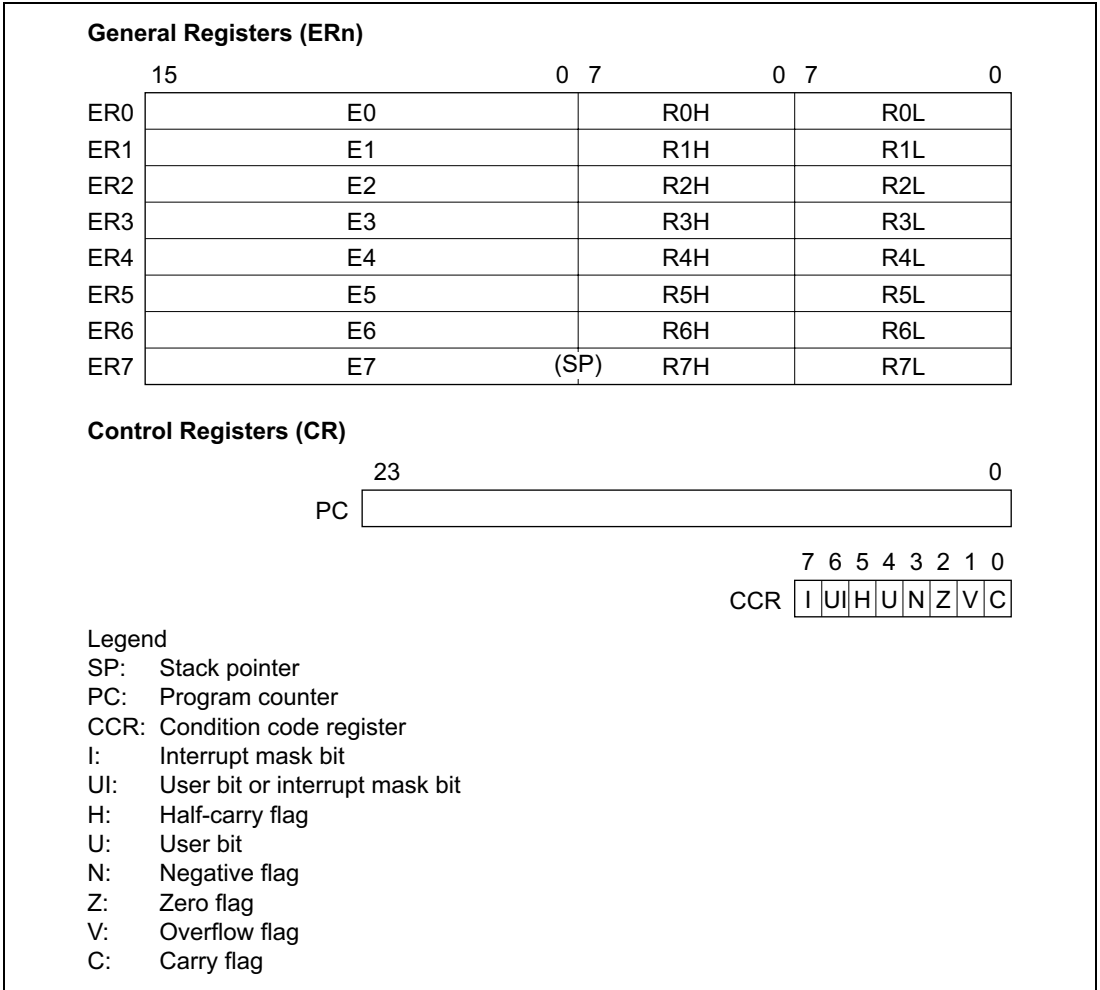 General Registers (ERn)
15 0 7 0 7 0
ER0 E0 R0H R0L
ER1 E1 R1H R1L
ER2 E2 R2H R2L
ER3 E3 R3H R3L
ER4 E4 R4H R4L
ER5 E5 R5H R5L
ER6 E6 R6H R6L
ER7 E7 (SP) R7H R7L
Control Registers (CR)
23 0
PC
7 6 5 4 3 2 1 0
CCR I UI H U N Z V C
Legend
SP: Stack pointer
PC: Program counter
CCR: Condition code register
I: Interrupt mask bit
UI: User bit or interrupt mask bit
H: Half-carry flag
U: User bit
N: Negative flag
Z: Zero flag
V: Overflow flag
C: Carry flag